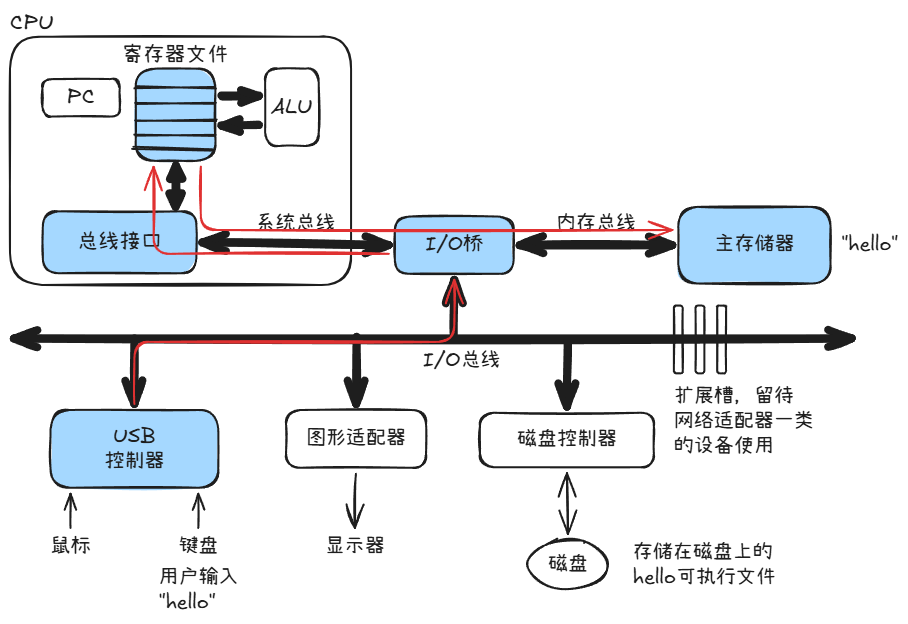 CPU
寄存器文件
PC
ALU
总线接口
系统总线
I/O桥
内存总线
主存储器
"hello"
I/O总线
扩展槽，留待
网络适配器一类
的设备使用
USB
控制器
图形适配器
磁盘控制器
鼠标
键盘
显示器
磁盘
用户输入
"hello"
存储在磁盘上的
hello可执行文件